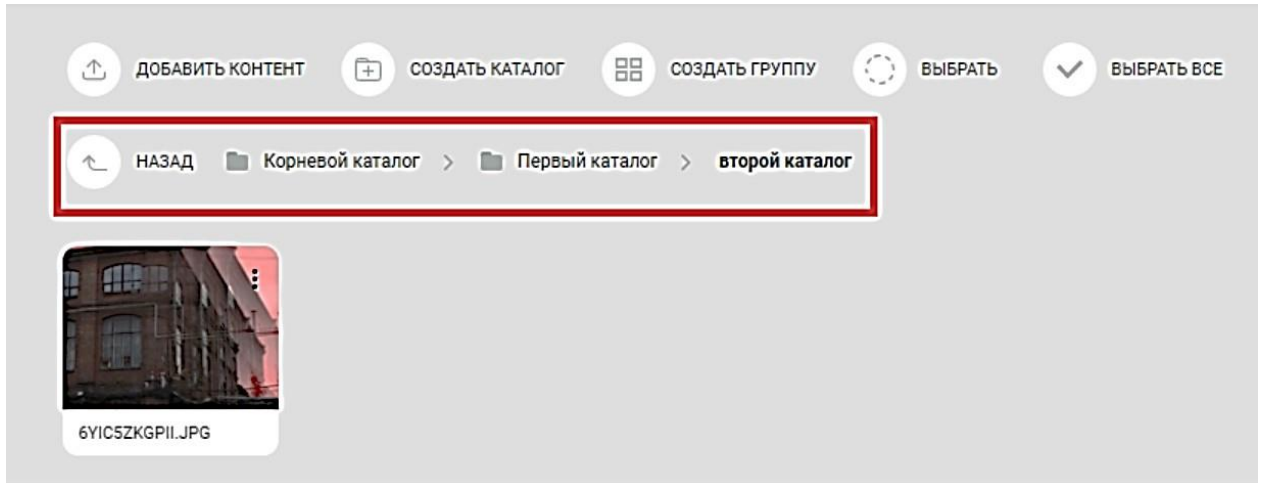 ДОБАВИТЬ КОНТЕНТ СОЗДАТЬ КАТАЛОГ СОЗДАТЬ ГРУППУ ВЫБРАТЬ ВЫБРАТЬ ВСЕ
НАЗАД Корневой каталог > Первый каталог > второй каталог
6YIC5ZKGPII.JPG